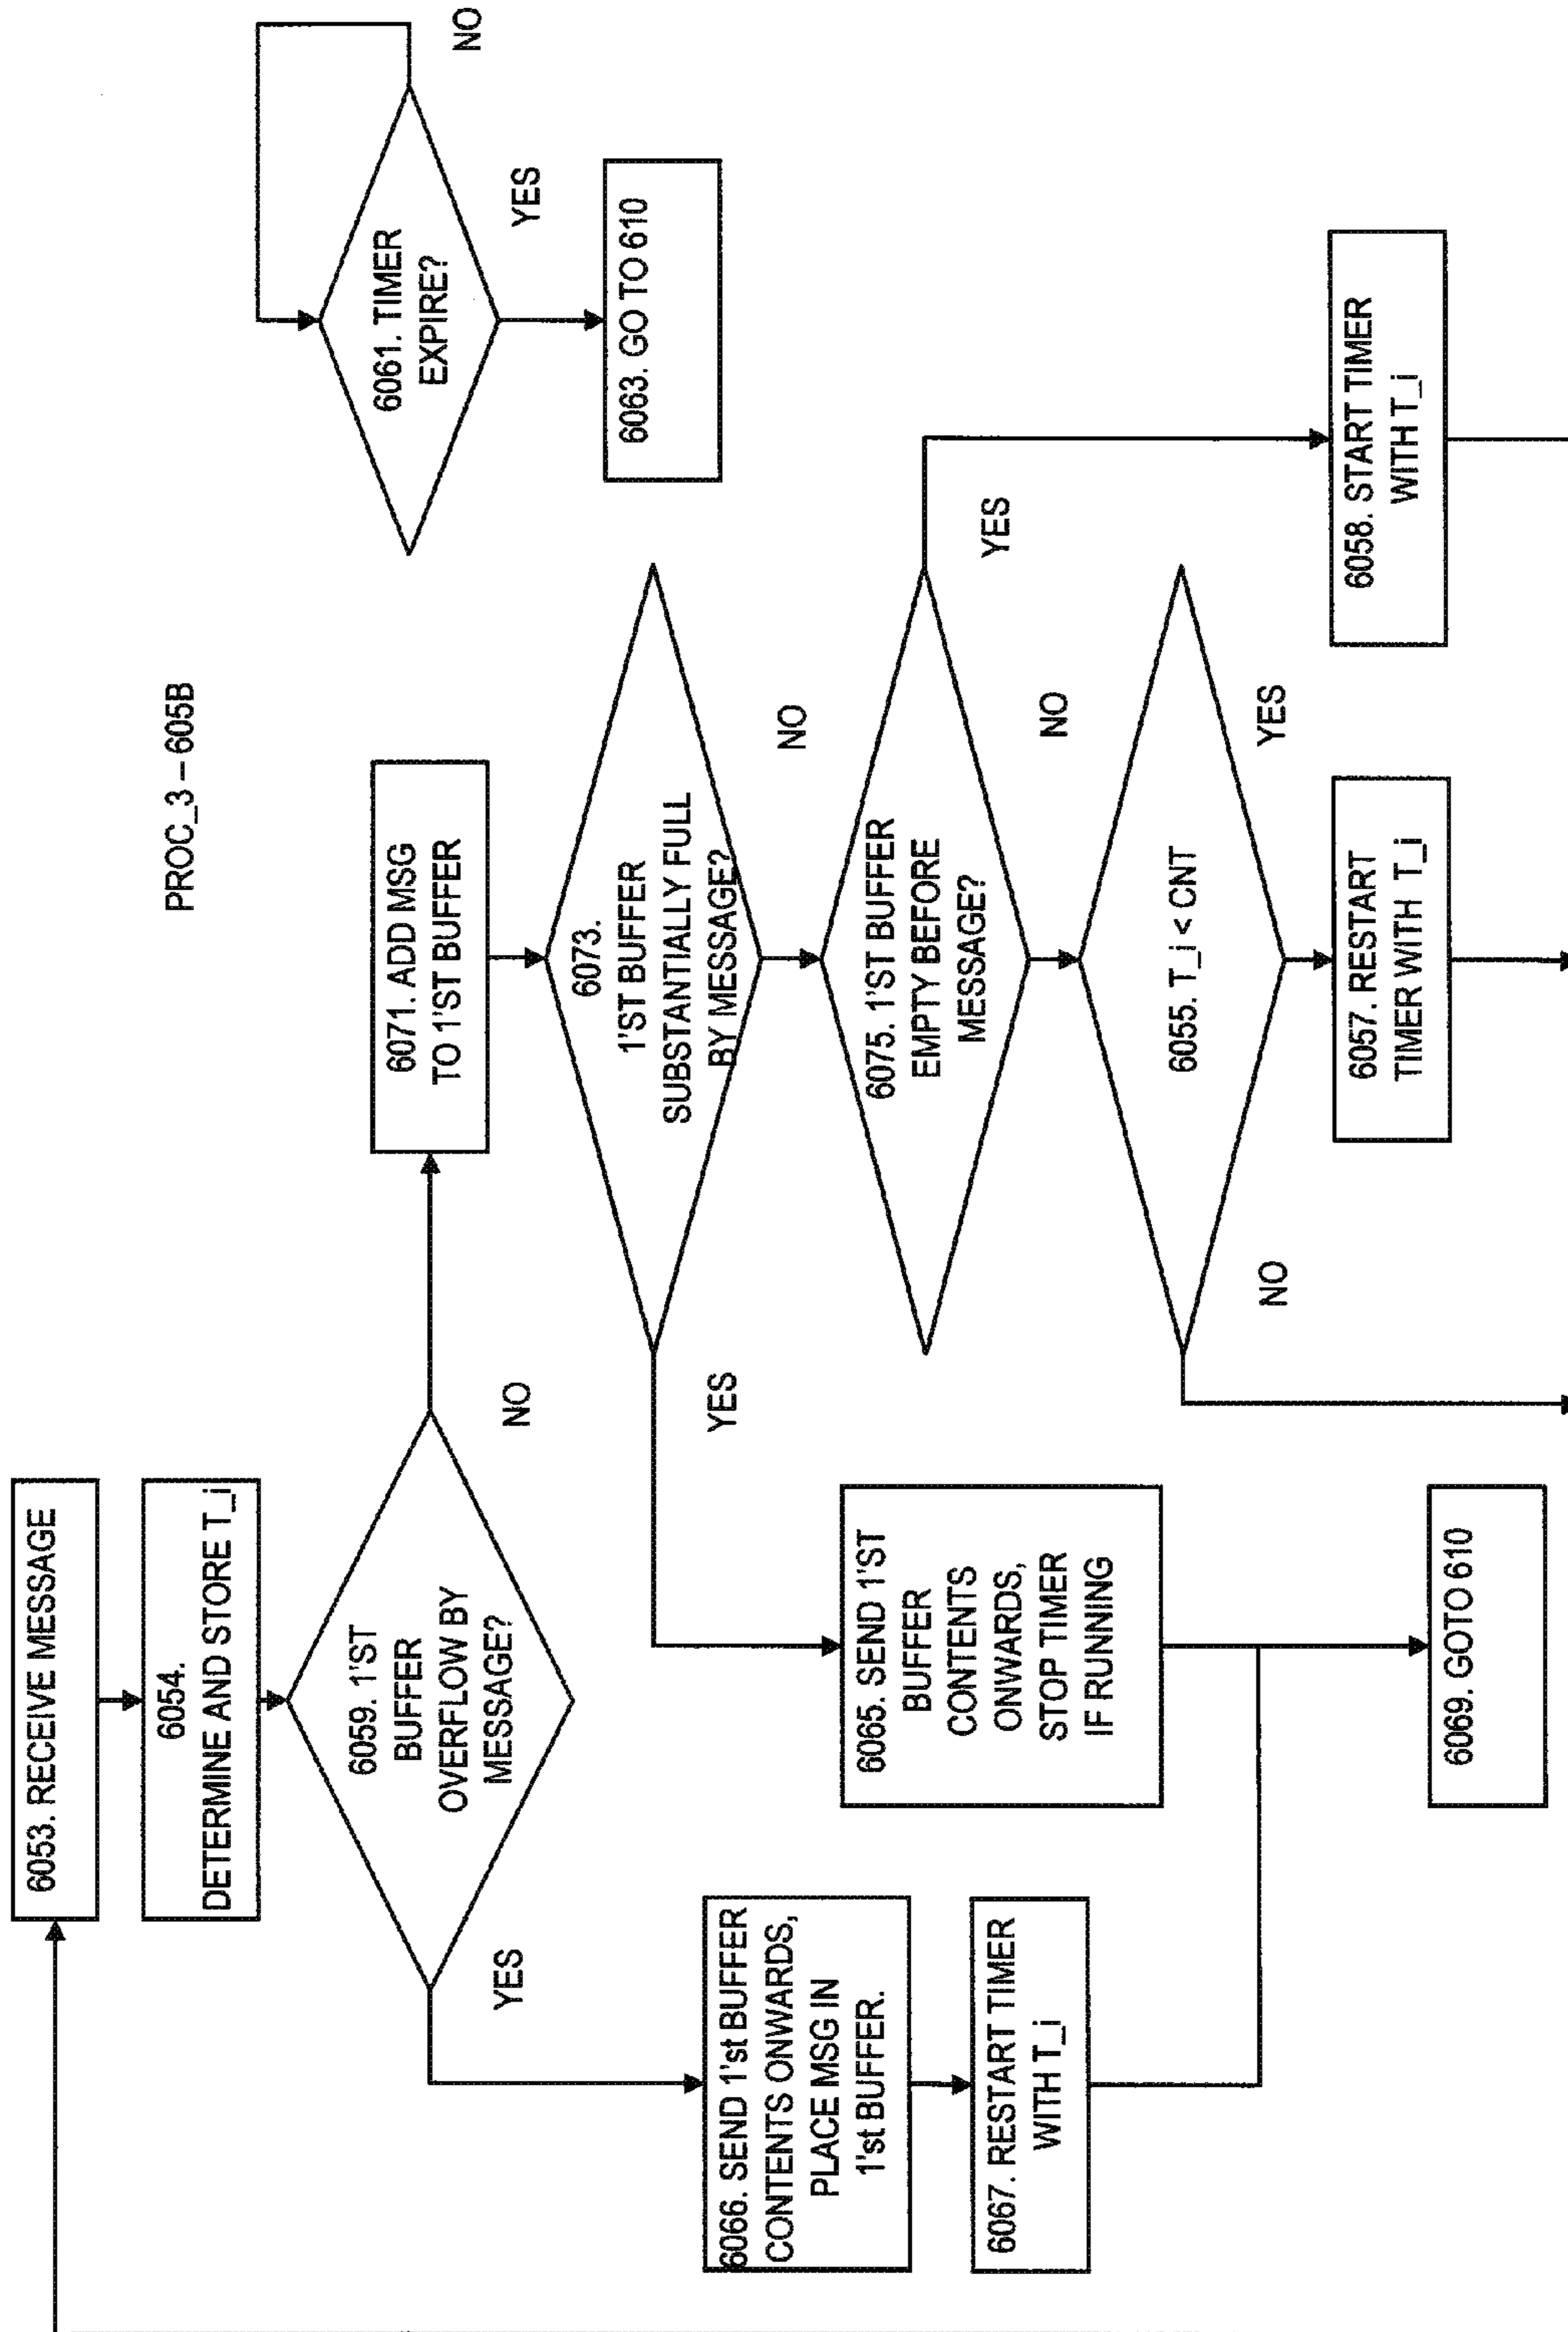 PROC_3 – 605B
6053. RECEIVE MESSAGE
6054.
DETERMINE AND STORE T_i
6059. 1'ST
BUFFER
OVERFLOW BY
MESSAGE?
YES
NO
6066. SEND 1'st BUFFER
CONTENTS ONWARDS,
PLACE MSG IN
1'st BUFFER.
6067. RESTART TIMER
WITH T_i
6071. ADD MSG
TO 1'ST BUFFER
6073.
1'ST BUFFER
SUBSTANTIALLY FULL
BY MESSAGE?
YES
NO
6065. SEND 1'ST
BUFFER
CONTENTS
ONWARDS,
STOP TIMER
IF RUNNING
6069. GOTO 610
6075. 1'ST BUFFER
EMPTY BEFORE
MESSAGE?
YES
NO
6055. T_i < CNT
NO
YES
6057. RESTART
TIMER WITH T_i
6058. START TIMER
WITH T_i
6061. TIMER
EXPIRE?
NO
YES
6063. GO TO 610